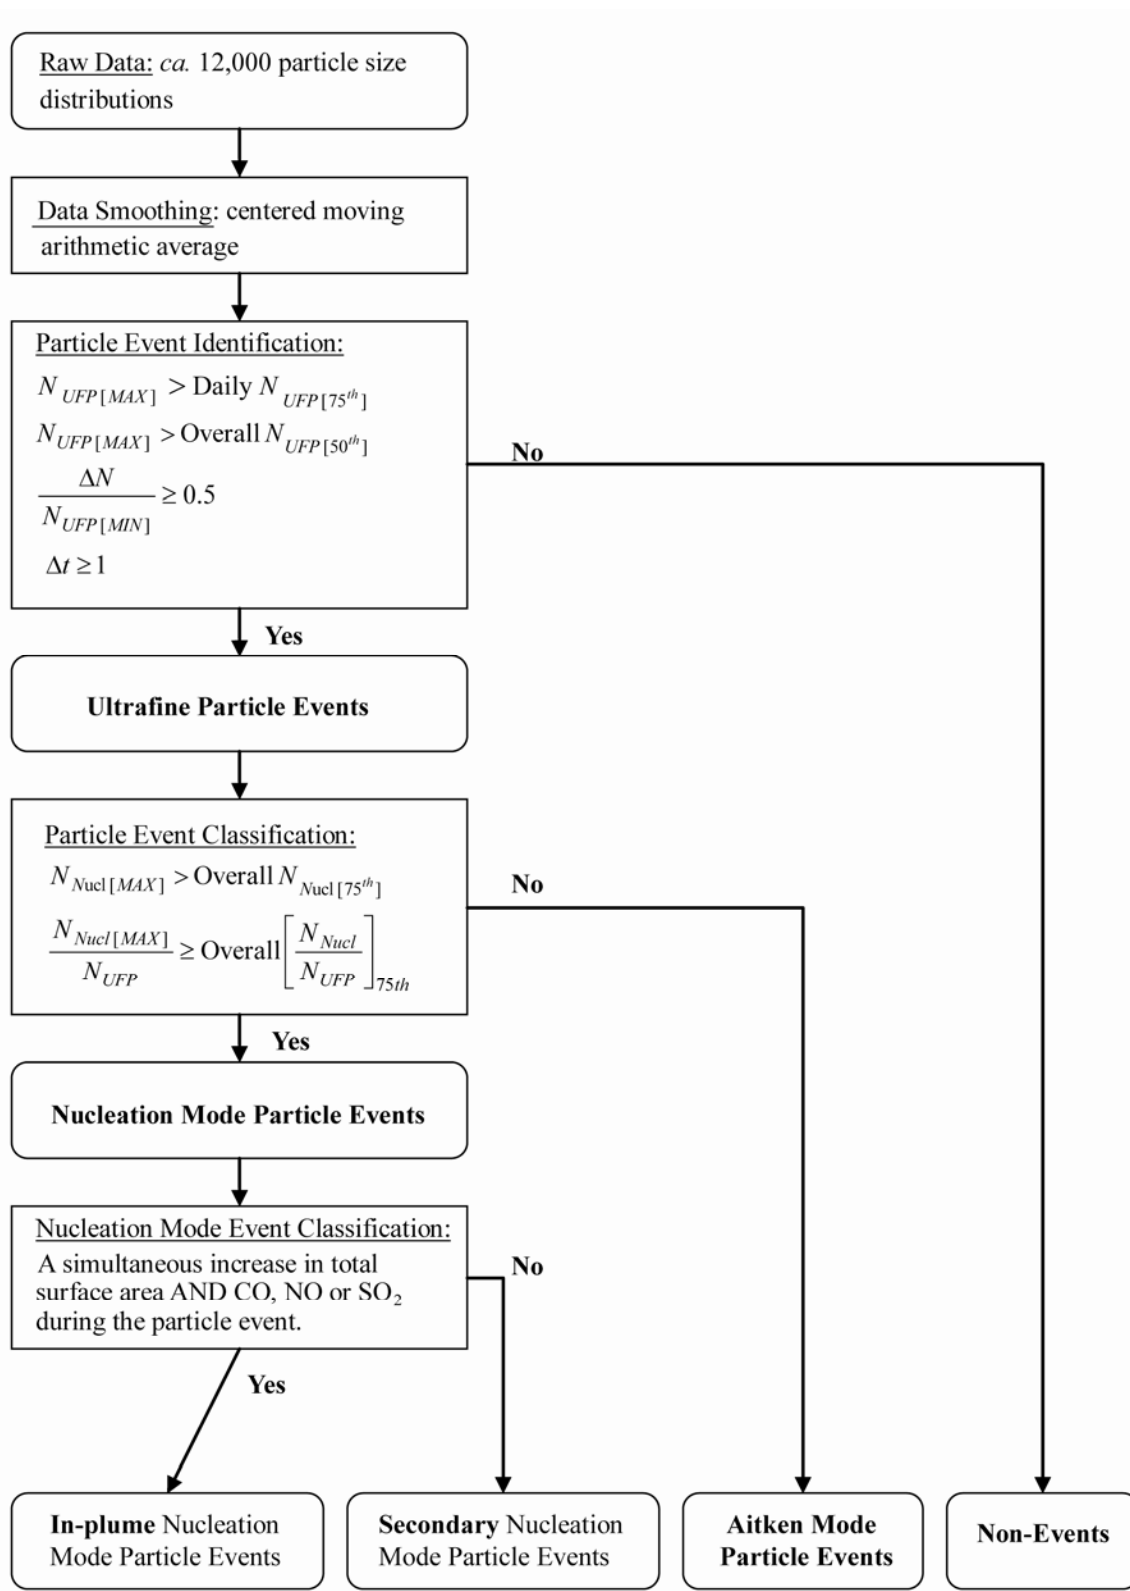 Raw Data: ca. 12,000 particle size
distributions
Data Smoothing: centered moving
arithmetic average
Particle Event Identification:
N UFP[MAX] > Daily N UFP[75th]
N UFP[MAX] > Overall N UFP[50th]
ΔN
N UFP[MIN]
≥ 0.5
Δt ≥ 1
No
Yes
Ultrafine Particle Events
Particle Event Classification:
N Nucl[MAX] > Overall N Nucl[75th]
N Nucl[MAX]
N UFP
≥ Overall [ N Nucl
N UFP ] 75th
No
Yes
Nucleation Mode Particle Events
Nucleation Mode Event Classification:
A simultaneous increase in total
surface area AND CO, NO or SO₂
during the particle event.
No
Yes
In-plume Nucleation
Mode Particle Events
Secondary Nucleation
Mode Particle Events
Aitken Mode
Particle Events
Non-Events